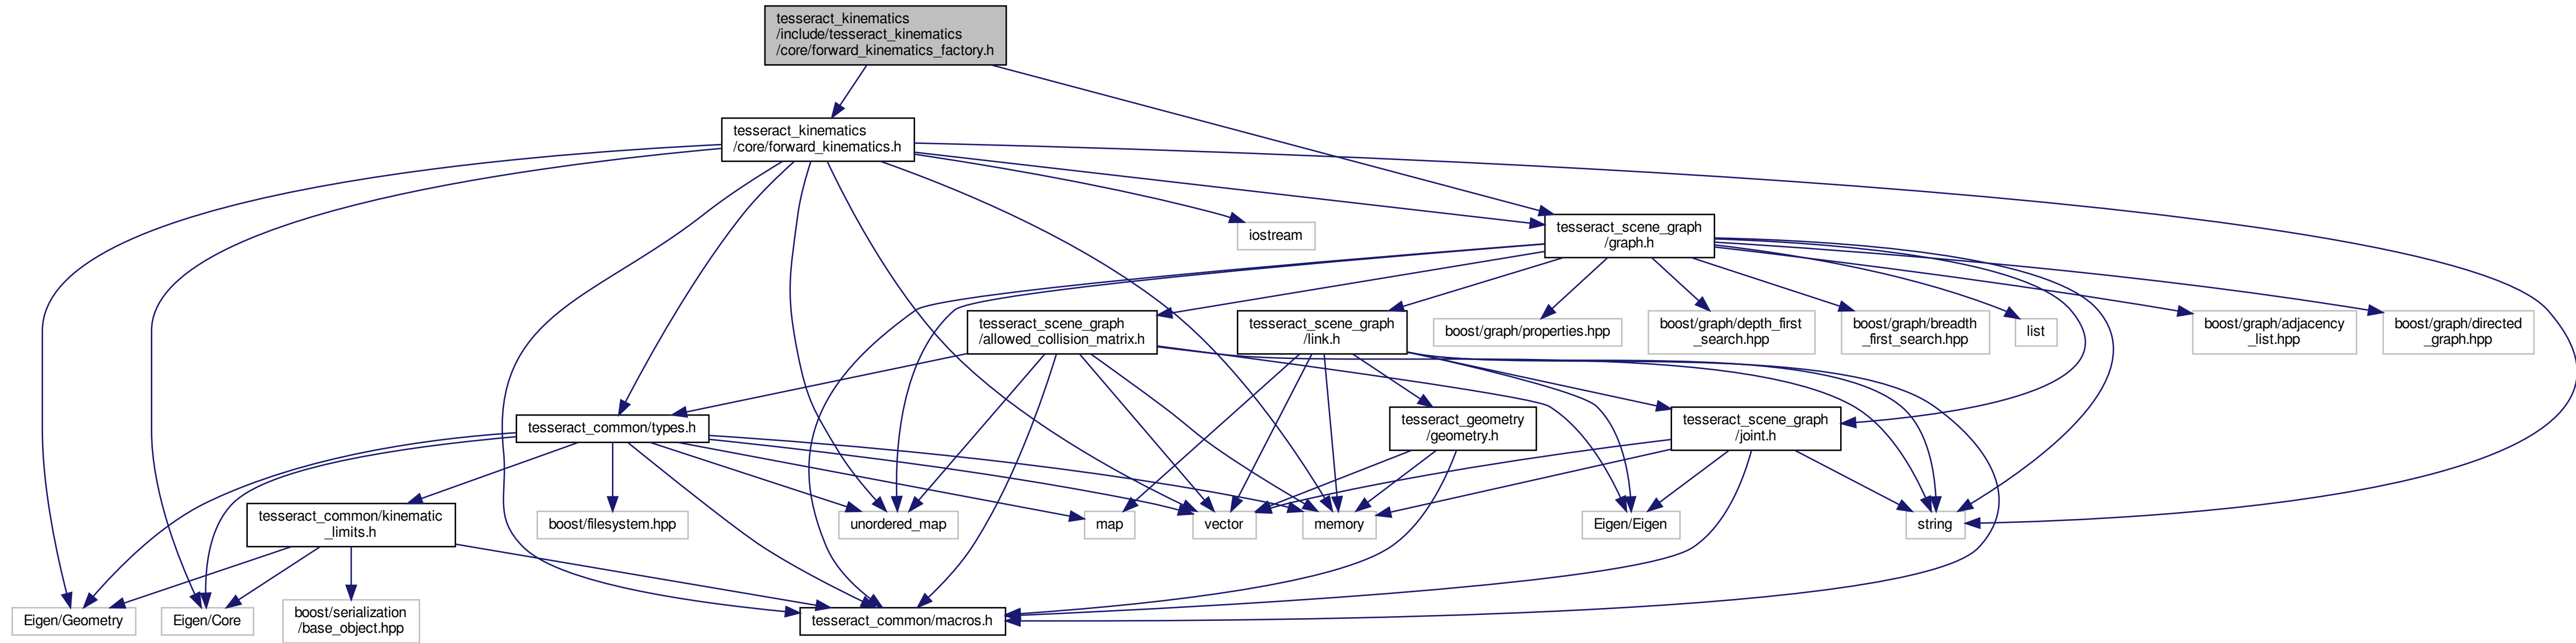 tesseract_kinematics
/include/tesseract_kinematics
/core/forward_kinematics_factory.h
tesseract_kinematics
/core/forward_kinematics.h
iostream
tesseract_scene_graph
/graph.h
tesseract_scene_graph
/allowed_collision_matrix.h
tesseract_scene_graph
/link.h
boost/graph/properties.hpp
boost/graph/depth_first
_search.hpp
boost/graph/breadth
_first_search.hpp
list
boost/graph/adjacency
_list.hpp
boost/graph/directed
_graph.hpp
tesseract_common/types.h
tesseract_geometry
/geometry.h
tesseract_scene_graph
/joint.h
tesseract_common/kinematic
_limits.h
boost/filesystem.hpp
unordered_map
map
vector
memory
Eigen/Eigen
string
Eigen/Geometry
Eigen/Core
boost/serialization
/base_object.hpp
tesseract_common/macros.h